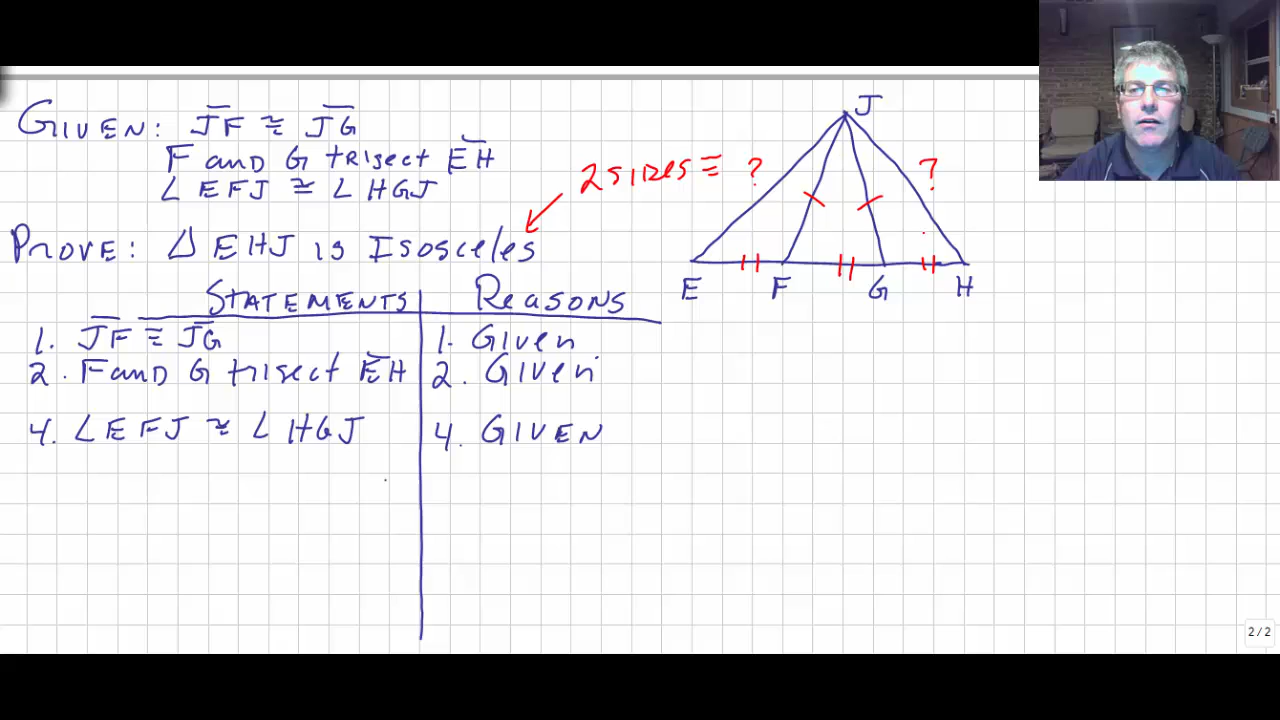 GIVEN: JF ≅ JG
F and G trisect EH
∠EFJ ≅ ∠HGJ
2 SIDES ≅ ?
?
PROVE: △EHJ is Isosceles
J
E F G H
STATEMENTS Reasons
1. JF ≅ JG 1. Given
2. F and G trisect EH 2. Given
4. ∠EFJ ≅ ∠HGJ 4. GIVEN
2/2